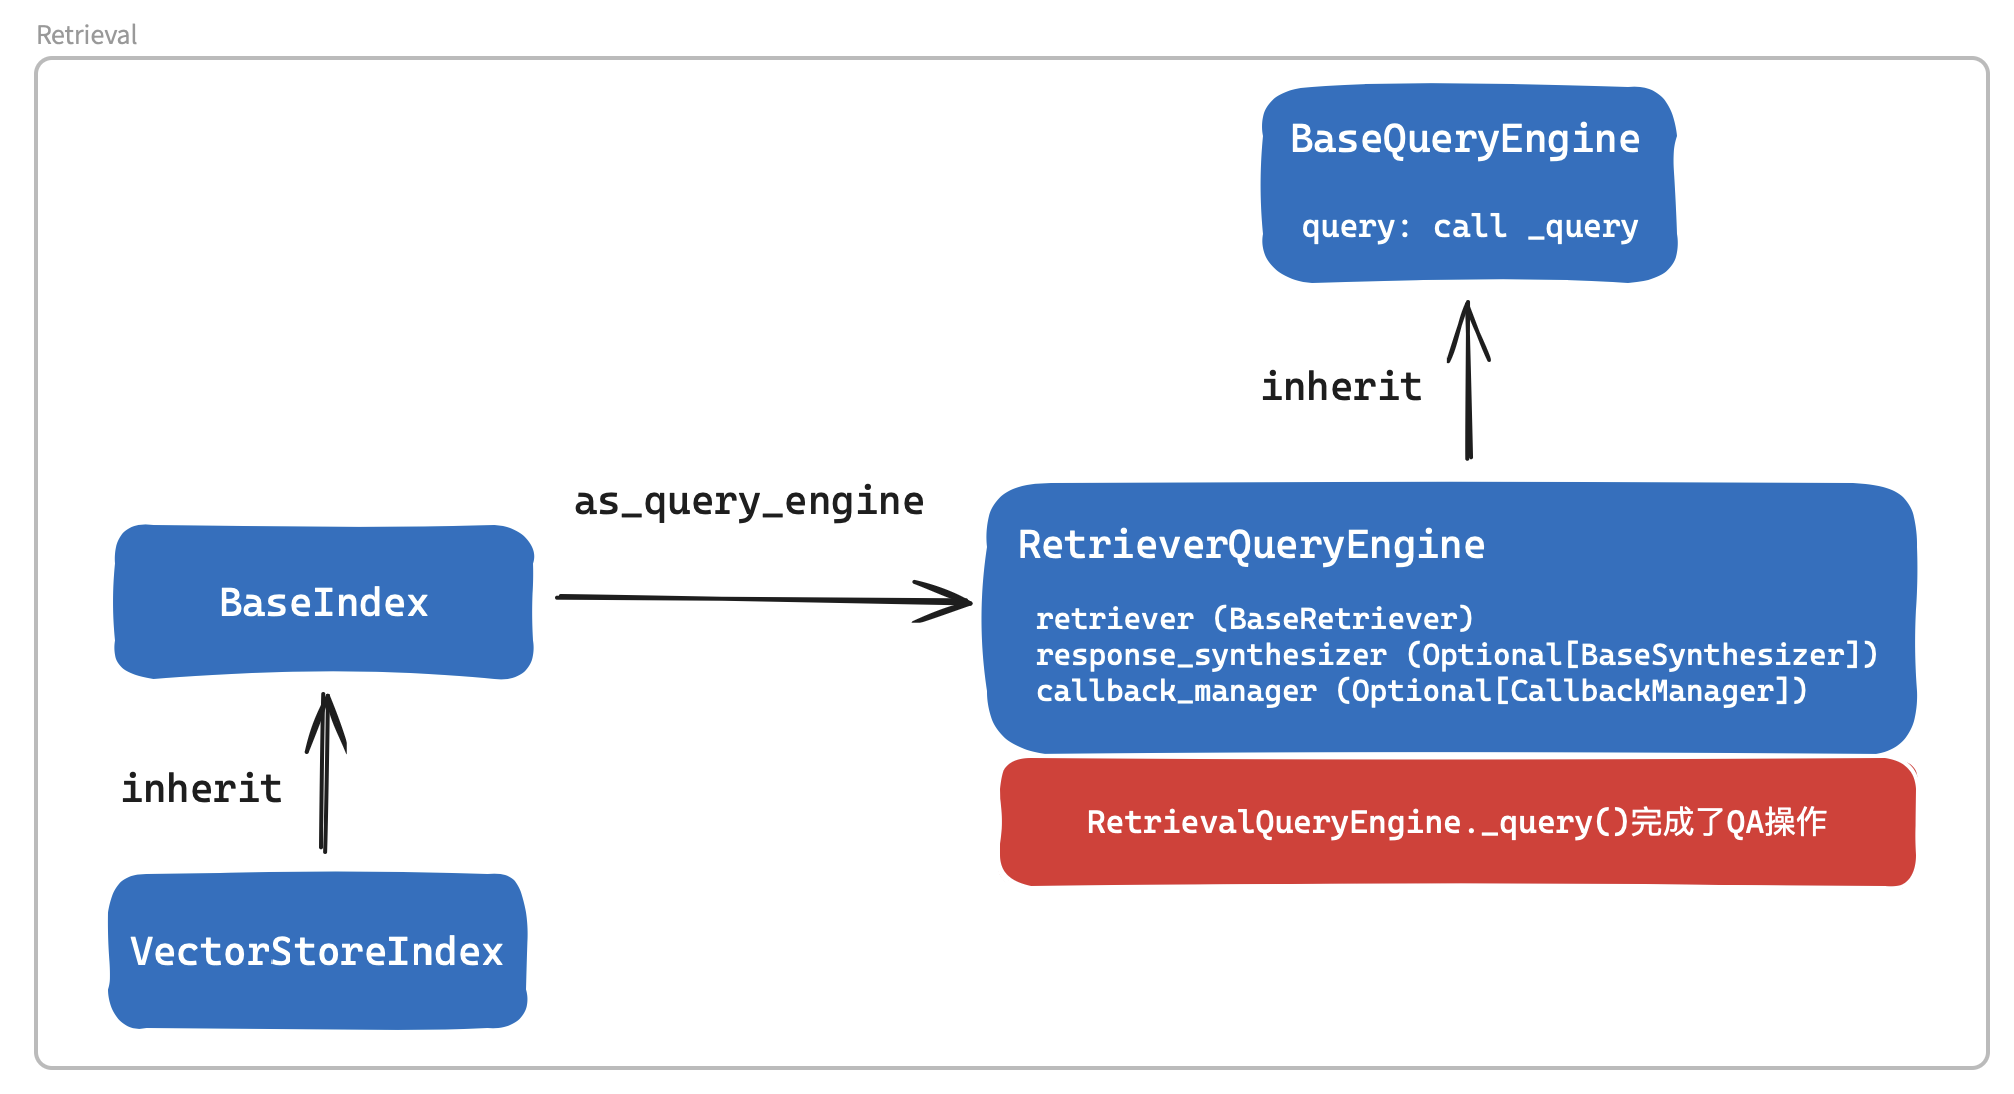 Retrieval
BaseQueryEngine
query: call _query
inherit
as_query_engine
BaseIndex
RetrieverQueryEngine
retriever (BaseRetriever)
response_synthesizer (Optional[BaseSynthesizer])
callback_manager (Optional[CallbackManager])
inherit
RetrievalQueryEngine._query()完成了QA操作
VectorStoreIndex